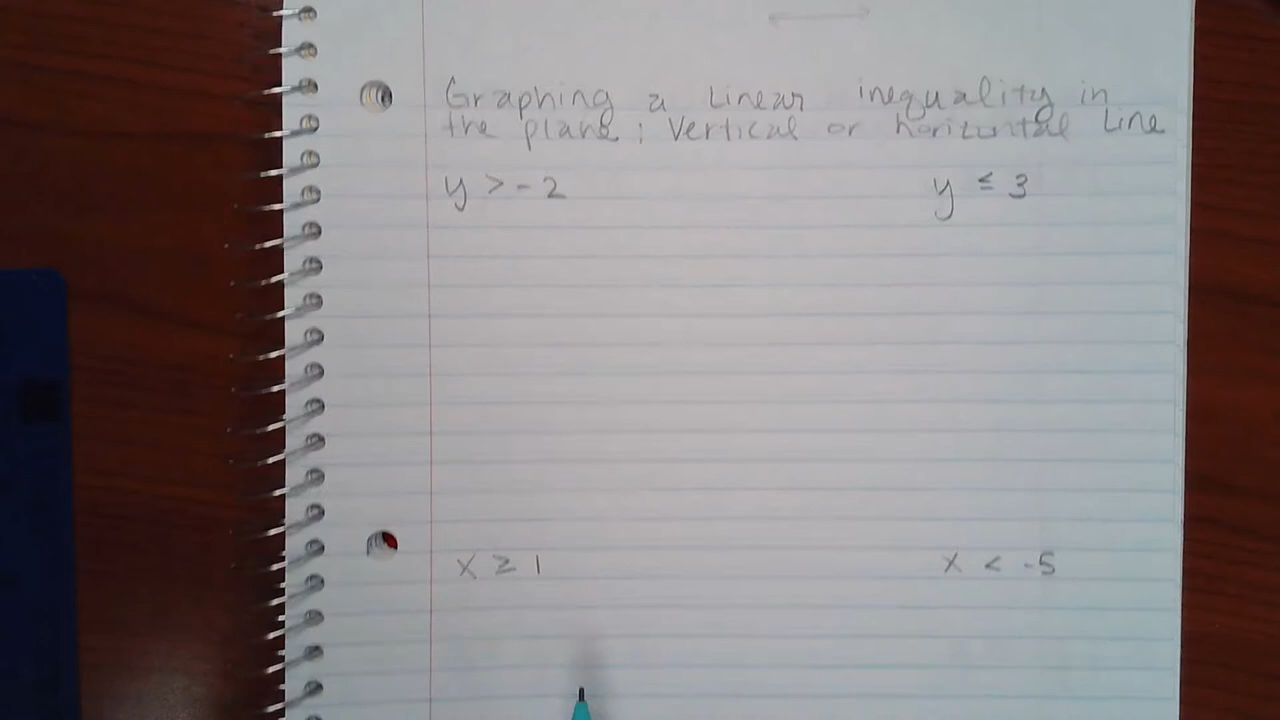 Graphing a Linear inequality in
the plane; Vertical or horizontal Line
y > -2 y ≤ 3
x ≥ 1 x < -5